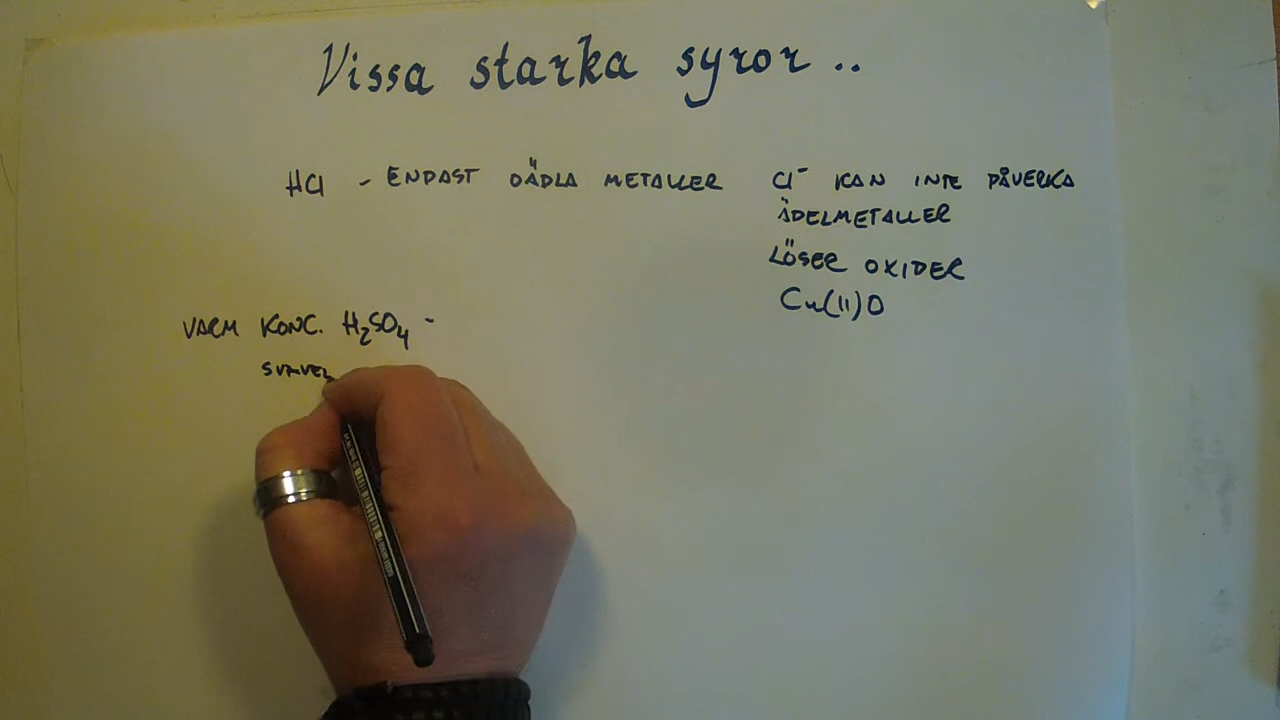 Vissa starka syror ..
HCl - ENDAST OÄDLA METALLER
Cl⁻ KAN INTE PÅVERKA
ÄDELMETALLER
LÖSER OXIDER
Cu(II)O
VARM KONC. H₂SO₄ -
SVAVEL